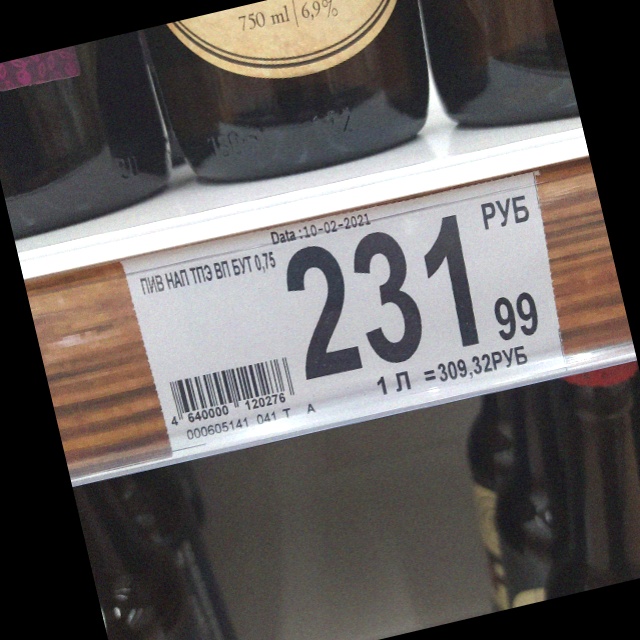 750 ml | 6,9%
Data :10-02-2021
ПИВ НАП ТПЭ ВП БУТ 0,75
231 99 РУБ
1 Л =309,32РУБ
4 640000 120276
000605141 041 Т А